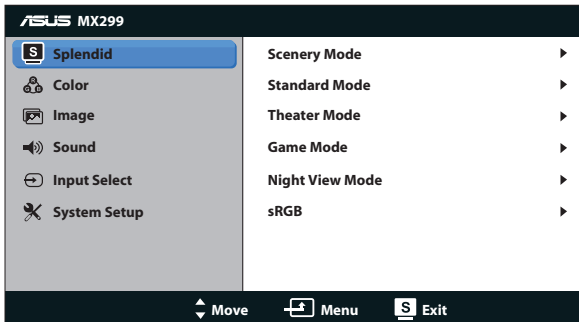 ASUS MX299
S Splendid
Color
Image
Sound
Input Select
System Setup
Scenery Mode
Standard Mode
Theater Mode
Game Mode
Night View Mode
sRGB
Move Menu S Exit